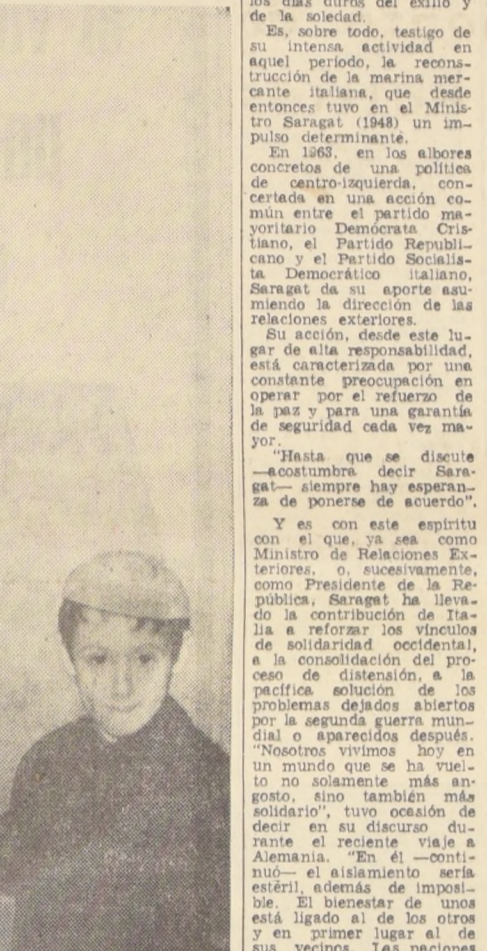 los días duros del exilio y
de la soledad.
Es, sobre todo, testigo de
su intensa actividad en
aquel período, la recons-
trucción de la marina mer-
cante italiana, que desde
entonces tuvo en el Minis-
tro Saragat (1948) un im-
pulso determinante.
En 1963, en los albores
concretos de una política
de centro-izquierda, con-
certada en una acción co-
mún entre el partido ma-
yoritario Demócrata Cris-
tiano, el Partido Republi-
cano y el Partido Socialis-
ta Democrático italiano,
Saragat da su aporte asu-
miendo la dirección de las
relaciones exteriores.
Su acción, desde este lu-
gar de alta responsabilidad,
está caracterizada por una
constante preocupación en
operar por el refuerzo de
la paz y para una garantía
de seguridad cada vez ma-
yor.
"Hasta que se discute
—acostumbra decir Sara-
gat— siempre hay esperan-
za de ponerse de acuerdo".
Y es con este espíritu
con el que, ya sea como
Ministro de Relaciones Ex-
teriores, o, sucesivamente,
como Presidente de la Re-
pública, Saragat ha lleva-
do la contribución de Ita-
lia a reforzar los vínculos
de solidaridad occidental,
a la consolidación del pro-
ceso de distensión, a la
pacífica solución de los
problemas dejados abiertos
por la segunda guerra mun-
dial o aparecidos después.
"Nosotros vivimos hoy en
un mundo que se ha vuel-
to no solamente más an-
gosto, sino también más
solidario", tuvo ocasión de
decir en su discurso du-
rante el reciente viaje a
Alemania. "En él —conti-
nuó— el aislamiento sería
estéril, además de imposi-
ble. El bienestar de unos
está ligado al de los otros
y en primer lugar al de
sus vecinos. Las naciones